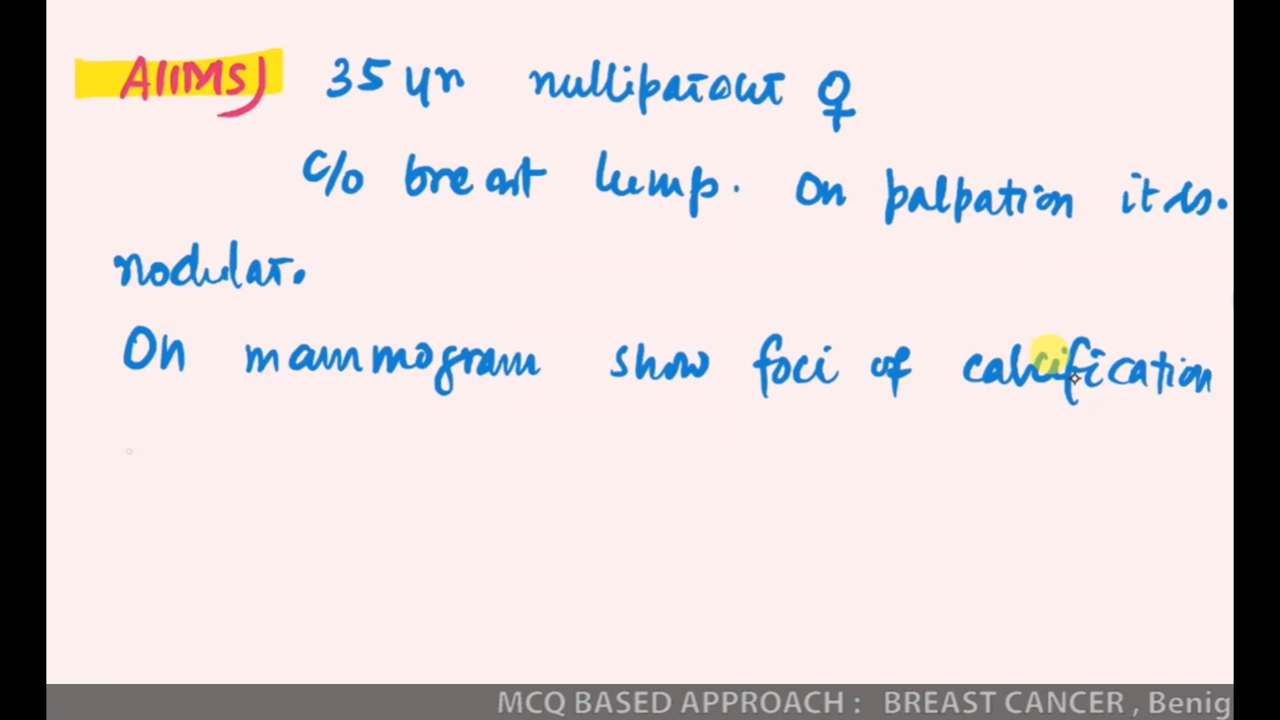 AIIMS) 35 yr nulliparous ♀
C/o breast lump. On palpation it is.
nodular.
On mammogram show foci of calcification
MCQ BASED APPROACH : BREAST CANCER , Benig